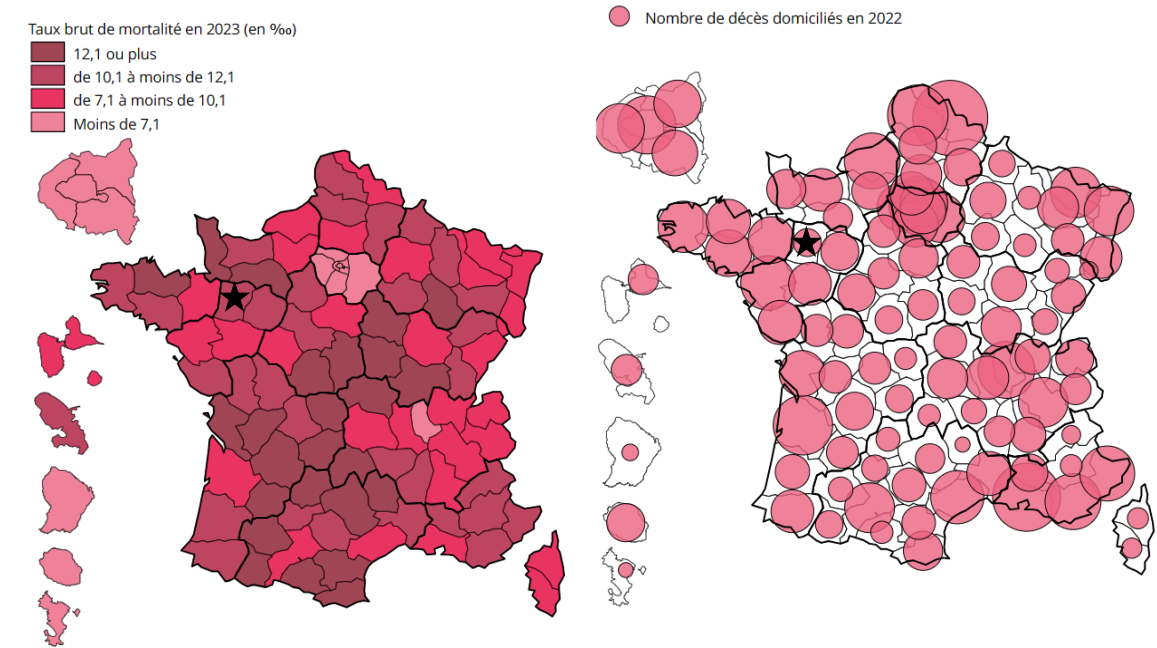 Taux brut de mortalité en 2023 (en ‰)
12,1 ou plus
de 10,1 à moins de 12,1
de 7,1 à moins de 10,1
Moins de 7,1
Nombre de décès domiciliés en 2022